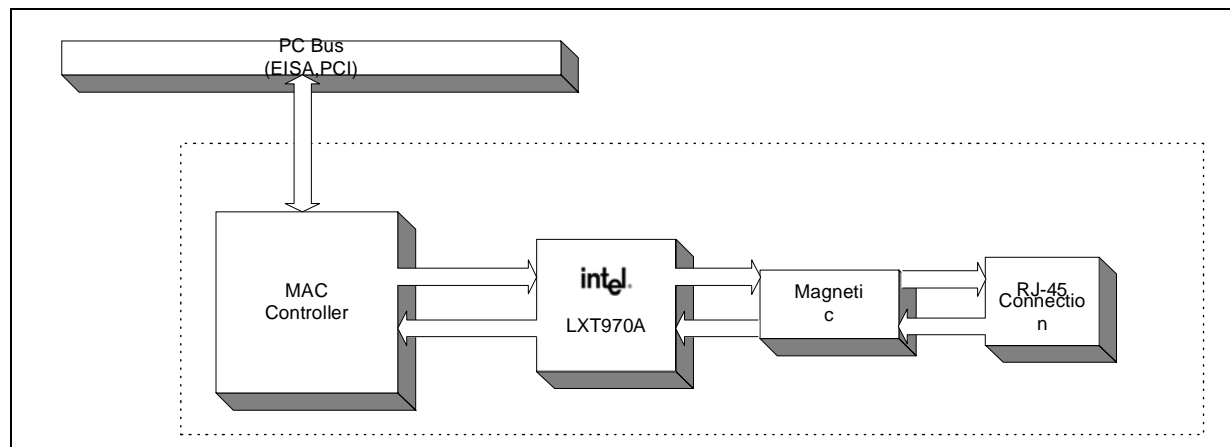 PC Bus
(EISA,PCI)
MAC
Controller
intel.
LXT970A
Magneti
c
RJ-45
Connectio
n